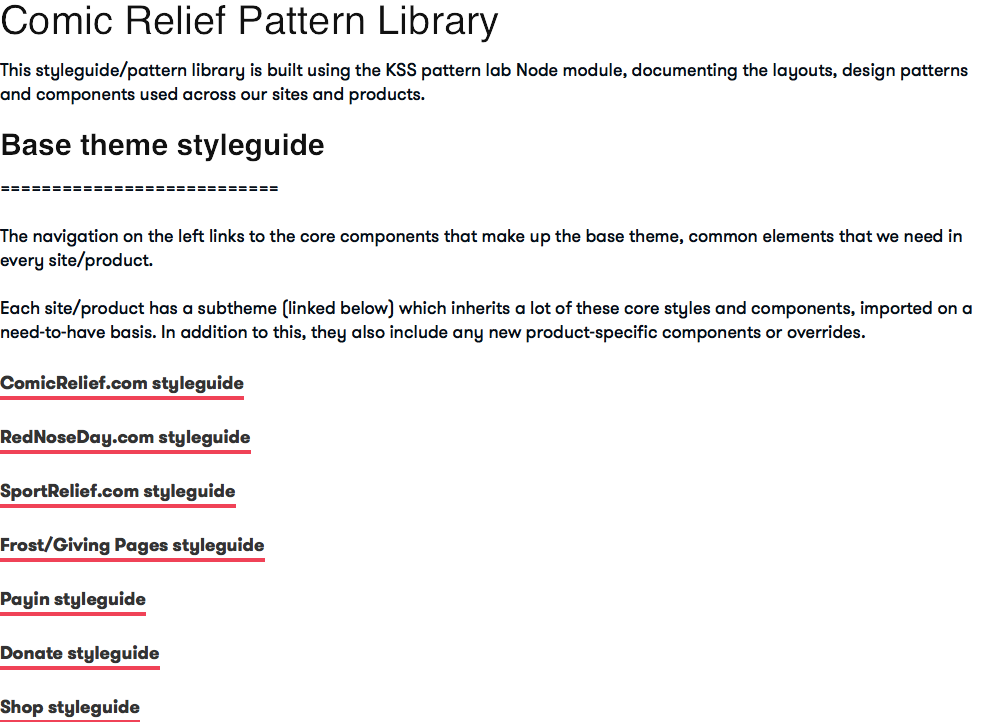 Comic Relief Pattern Library
This styleguide/pattern library is built using the KSS pattern lab Node module, documenting the layouts, design patterns
and components used across our sites and products.
Base theme styleguide
===========================
The navigation on the left links to the core components that make up the base theme, common elements that we need in
every site/product.
Each site/product has a subtheme (linked below) which inherits a lot of these core styles and components, imported on a
need-to-have basis. In addition to this, they also include any new product-specific components or overrides.
ComicRelief.com styleguide
RedNoseDay.com styleguide
SportRelief.com styleguide
Frost/Giving Pages styleguide
Payin styleguide
Donate styleguide
Shop styleguide